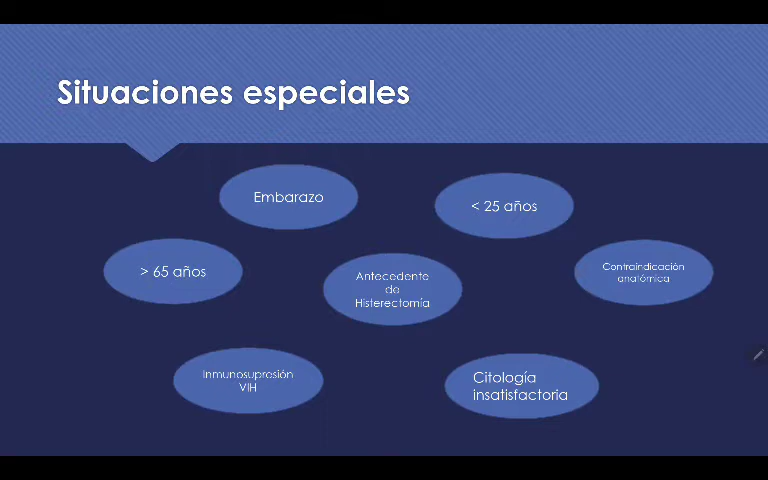 Situaciones especiales
Embarazo
< 25 años
> 65 años
Antecedente
de
Histerectomía
Contraindicación
anatómica
Inmunosupresión
VIH
Citología
insatisfactoria